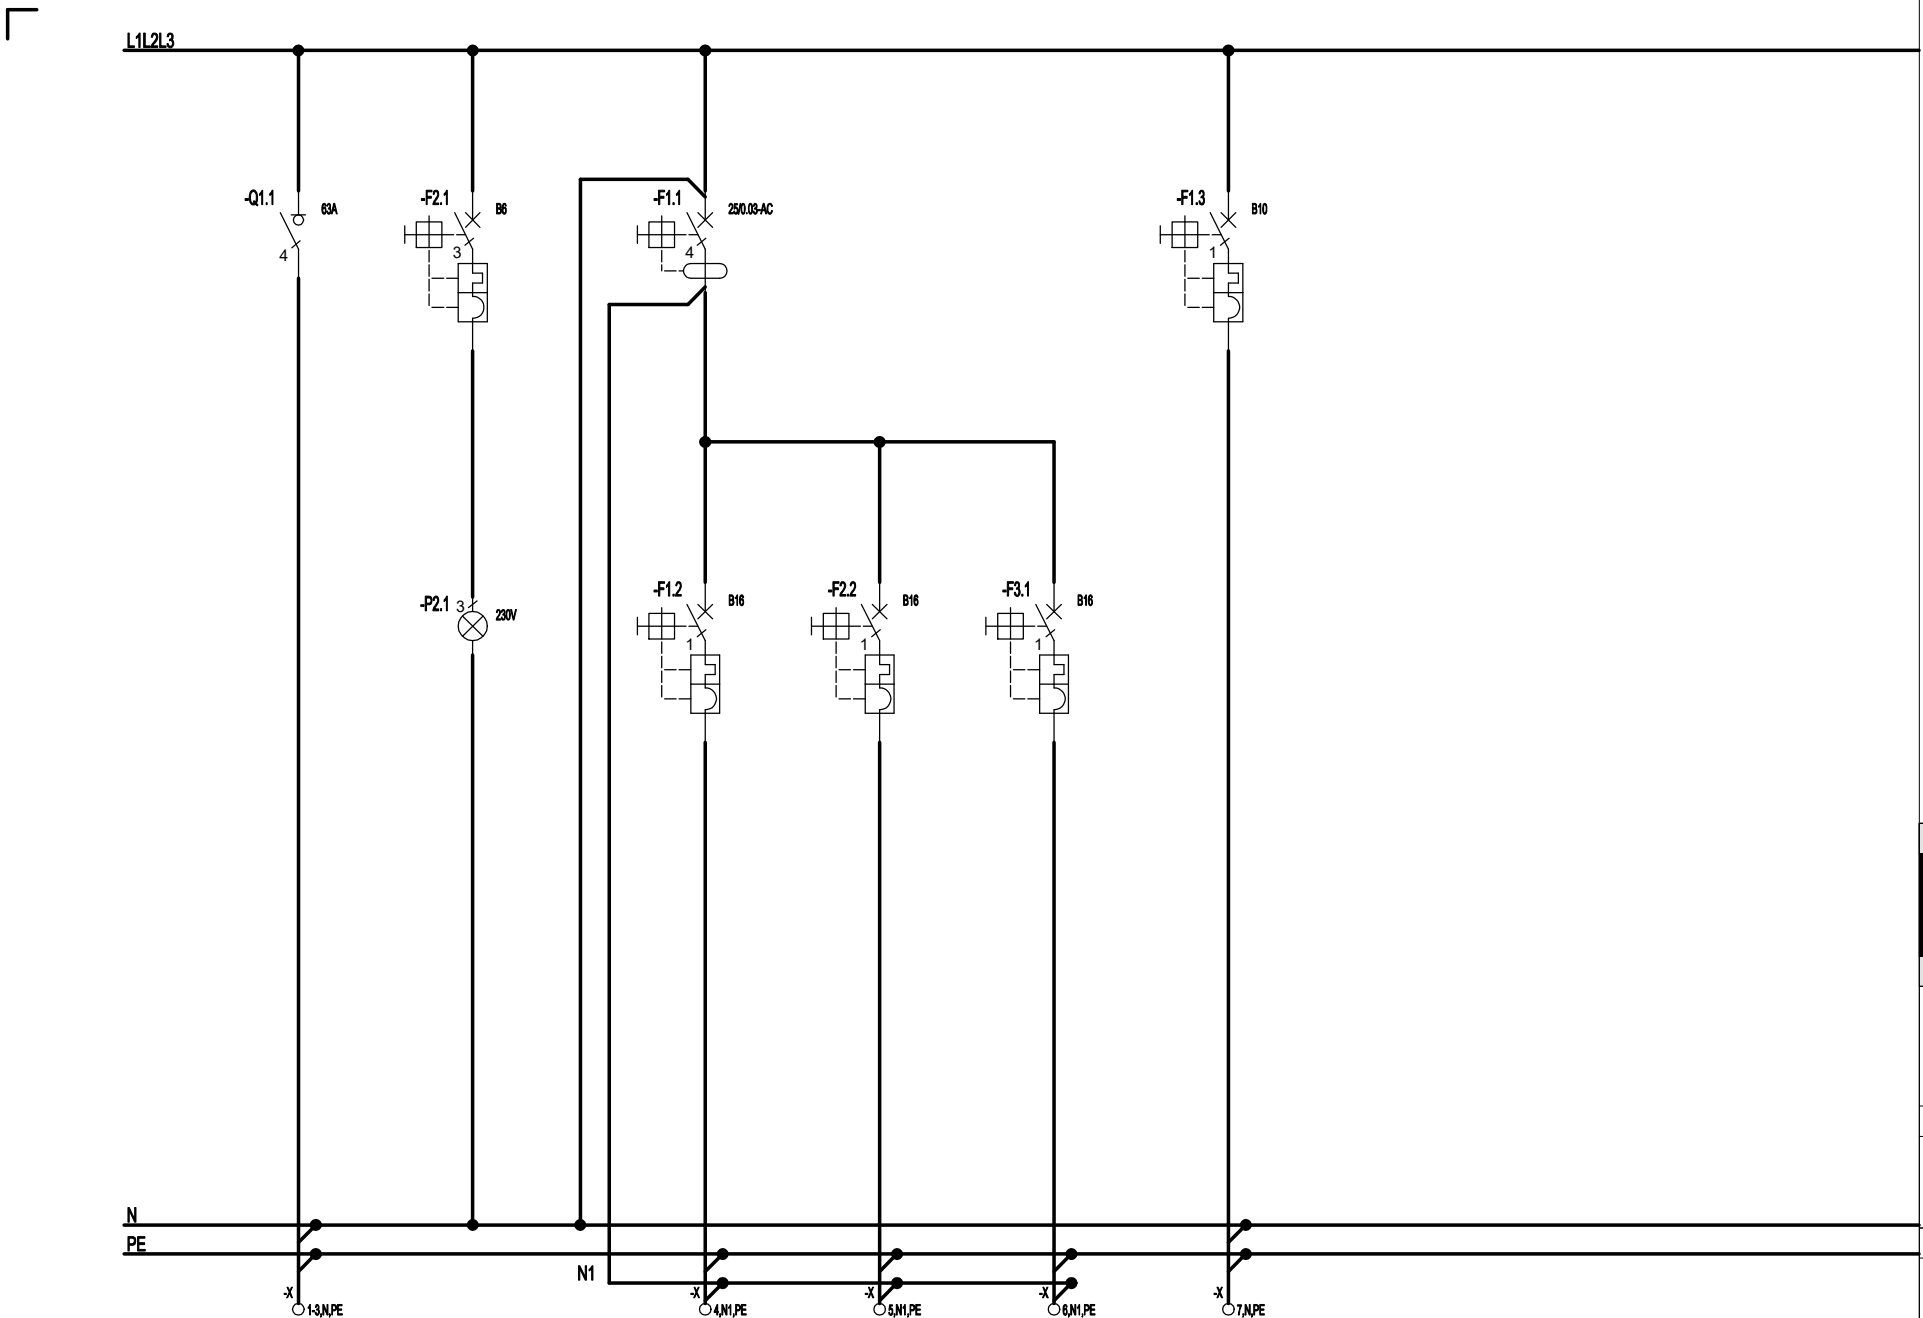 L1L2L3
-Q1.1
63A
4
-F2.1
B6
3
-F1.1
25/0.03-AC
4
-F1.3
B10
1
-P2.1
3
230V
-F1.2
B16
1
-F2.2
B16
1
-F3.1
B16
1
N
PE
N1
-X
1-3,N,PE
-X
4,N1,PE
-X
5,N1,PE
-X
6,N1,PE
-X
7,N,PE